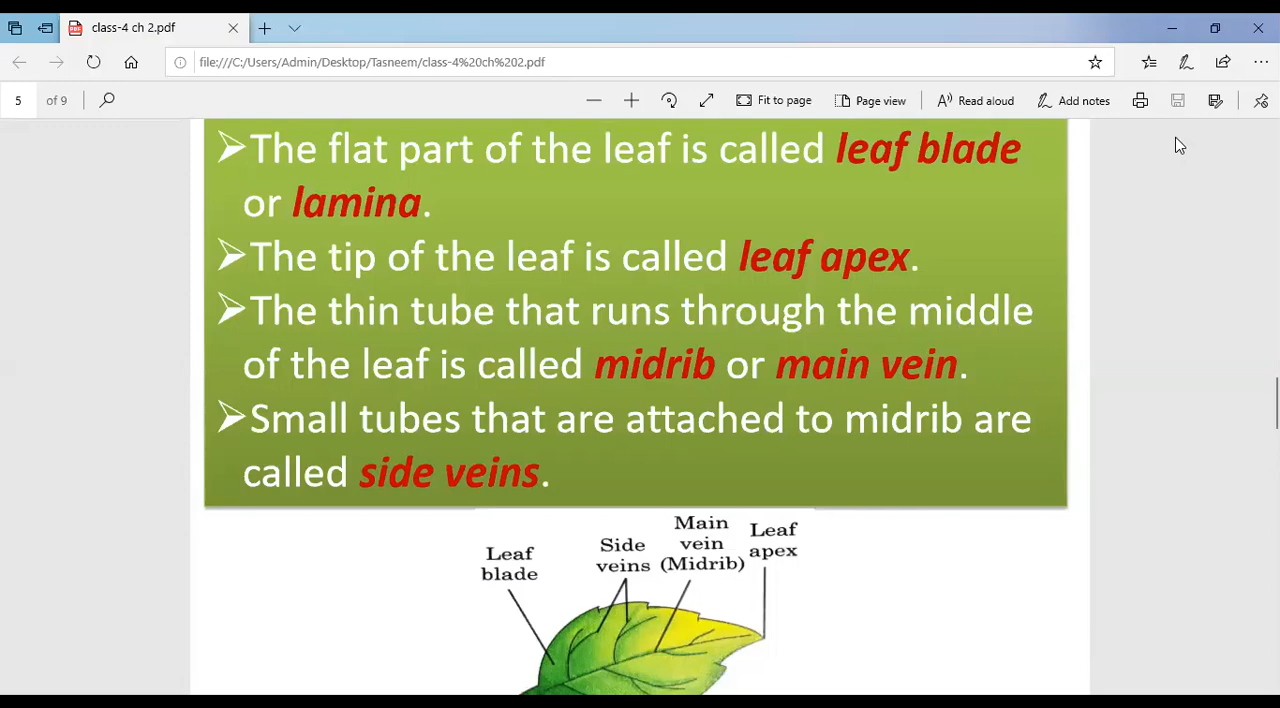 class-4 ch 2.pdf
file:///C:/Users/Admin/Desktop/Tasneem/class-4%20ch%202.pdf
5 of 9 Fit to page Page view Read aloud Add notes
➢The flat part of the leaf is called leaf blade
or lamina.
➢The tip of the leaf is called leaf apex.
➢The thin tube that runs through the middle
of the leaf is called midrib or main vein.
➢Small tubes that are attached to midrib are
called side veins.
Leaf
blade
Side
veins
Main
vein
(Midrib)
Leaf
apex